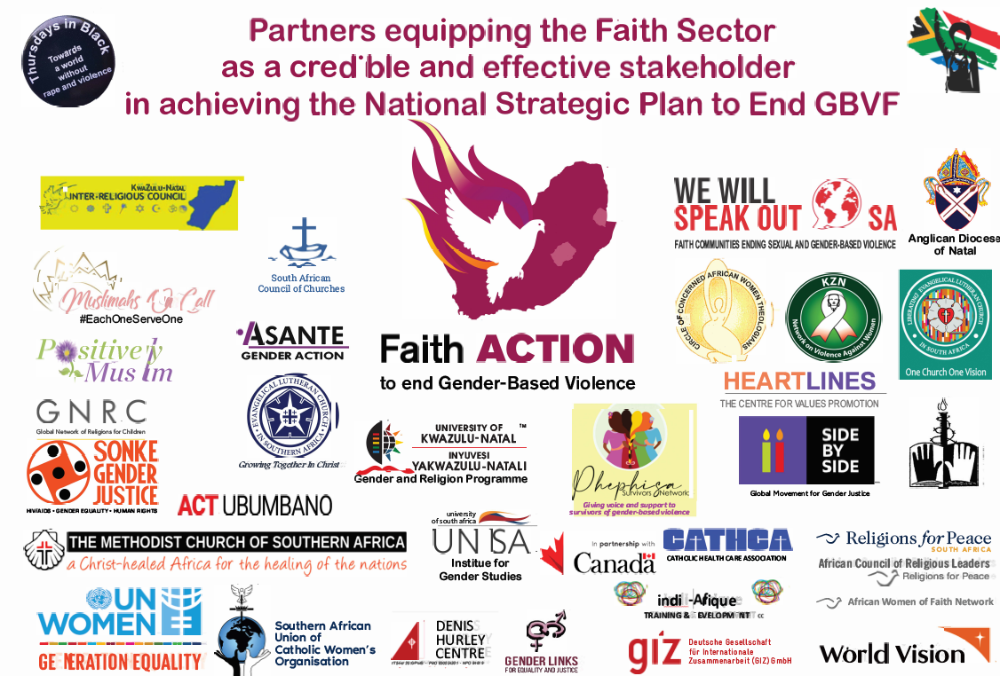 Thursdays in Black
Towards
a world
without
rape and violence
Partners equipping the Faith Sector
as a credible and effective stakeholder
in achieving the National Strategic Plan to End GBVF
KWAZULU-NATAL
INTER-RELIGIOUS COUNCIL
South African
Council of Churches
Muslimahs On Call
#EachOneServeOne
ASANTE
GENDER ACTION
Positively
Muslim
GNRC
Global Network of Religions for Children
EVANGELICAL LUTHERAN CHURCH
IN SOUTHERN AFRICA
Growing Together In Christ
SONKE
GENDER
JUSTICE
HIV/AIDS • GENDER EQUALITY • HUMAN RIGHTS
ACT UBUMBANO
Faith ACTION
to end Gender-Based Violence
UNIVERSITY OF ™
KWAZULU-NATAL
INYUVESI
YAKWAZULU-NATALI
Gender and Religion Programme
Phephisa
Survivors Network
Giving voice and support to
survivors of gender-based violence
WE WILL
SPEAK OUT SA
FAITH COMMUNITIES ENDING SEXUAL AND GENDER-BASED VIOLENCE
Anglican Diocese
of Natal
CIRCLE OF CONCERNED AFRICAN WOMEN THEOLOGIANS
KZN
Network on Violence Against Women
LIBERATING EVANGELICAL LUTHERAN CHURCH
IN SOUTH AFRICA
One Church One Vision
HEARTLINES
THE CENTRE FOR VALUES PROMOTION
SIDE
BY
SIDE
Global Movement for Gender Justice
THE METHODIST CHURCH OF SOUTHERN AFRICA
a Christ-healed Africa for the healing of the nations
university
of south africa
UNISA
Institue for
Gender Studies
In partnership with
Canada
CATHCA
CATHOLIC HEALTH CARE ASSOCIATION
Religions for Peace
SOUTH AFRICA
African Council of Religious Leaders
Religions for Peace
African Women of Faith Network
UN
WOMEN
GENERATION EQUALITY
Southern African
Union of
Catholic Women's
Organisation
DENIS
HURLEY
CENTRE
GENDER LINKS
FOR EQUALITY AND JUSTICE
indi-Afrique
TRAINING & DEVELOPMENT cc
giz
Deutsche Gesellschaft
für Internationale
Zusammenarbeit (GIZ) GmbH
World Vision